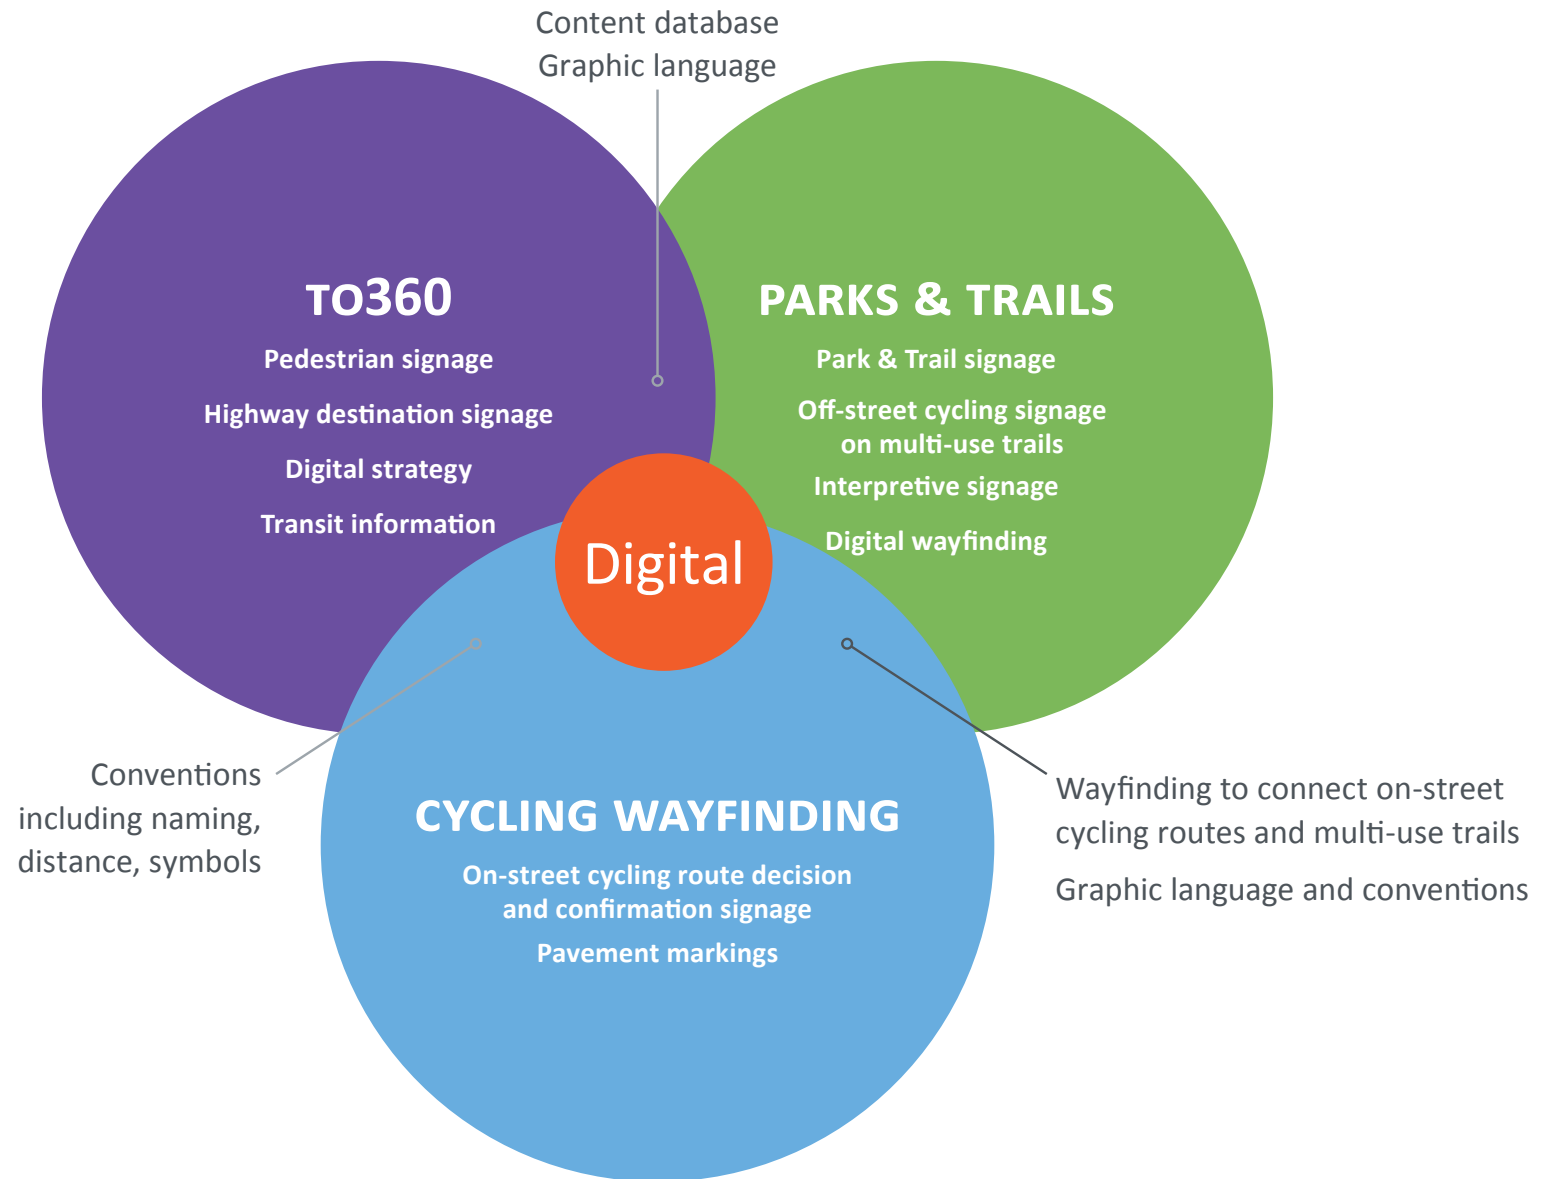 Content database
Graphic language
TO360
Pedestrian signage
Highway destination signage
Digital strategy
Transit information
PARKS & TRAILS
Park & Trail signage
Off-street cycling signage
on multi-use trails
Interpretive signage
Digital wayfinding
Digital
Conventions
including naming,
distance, symbols
CYCLING WAYFINDING
On-street cycling route decision
and confirmation signage
Pavement markings
Wayfinding to connect on-street
cycling routes and multi-use trails
Graphic language and conventions